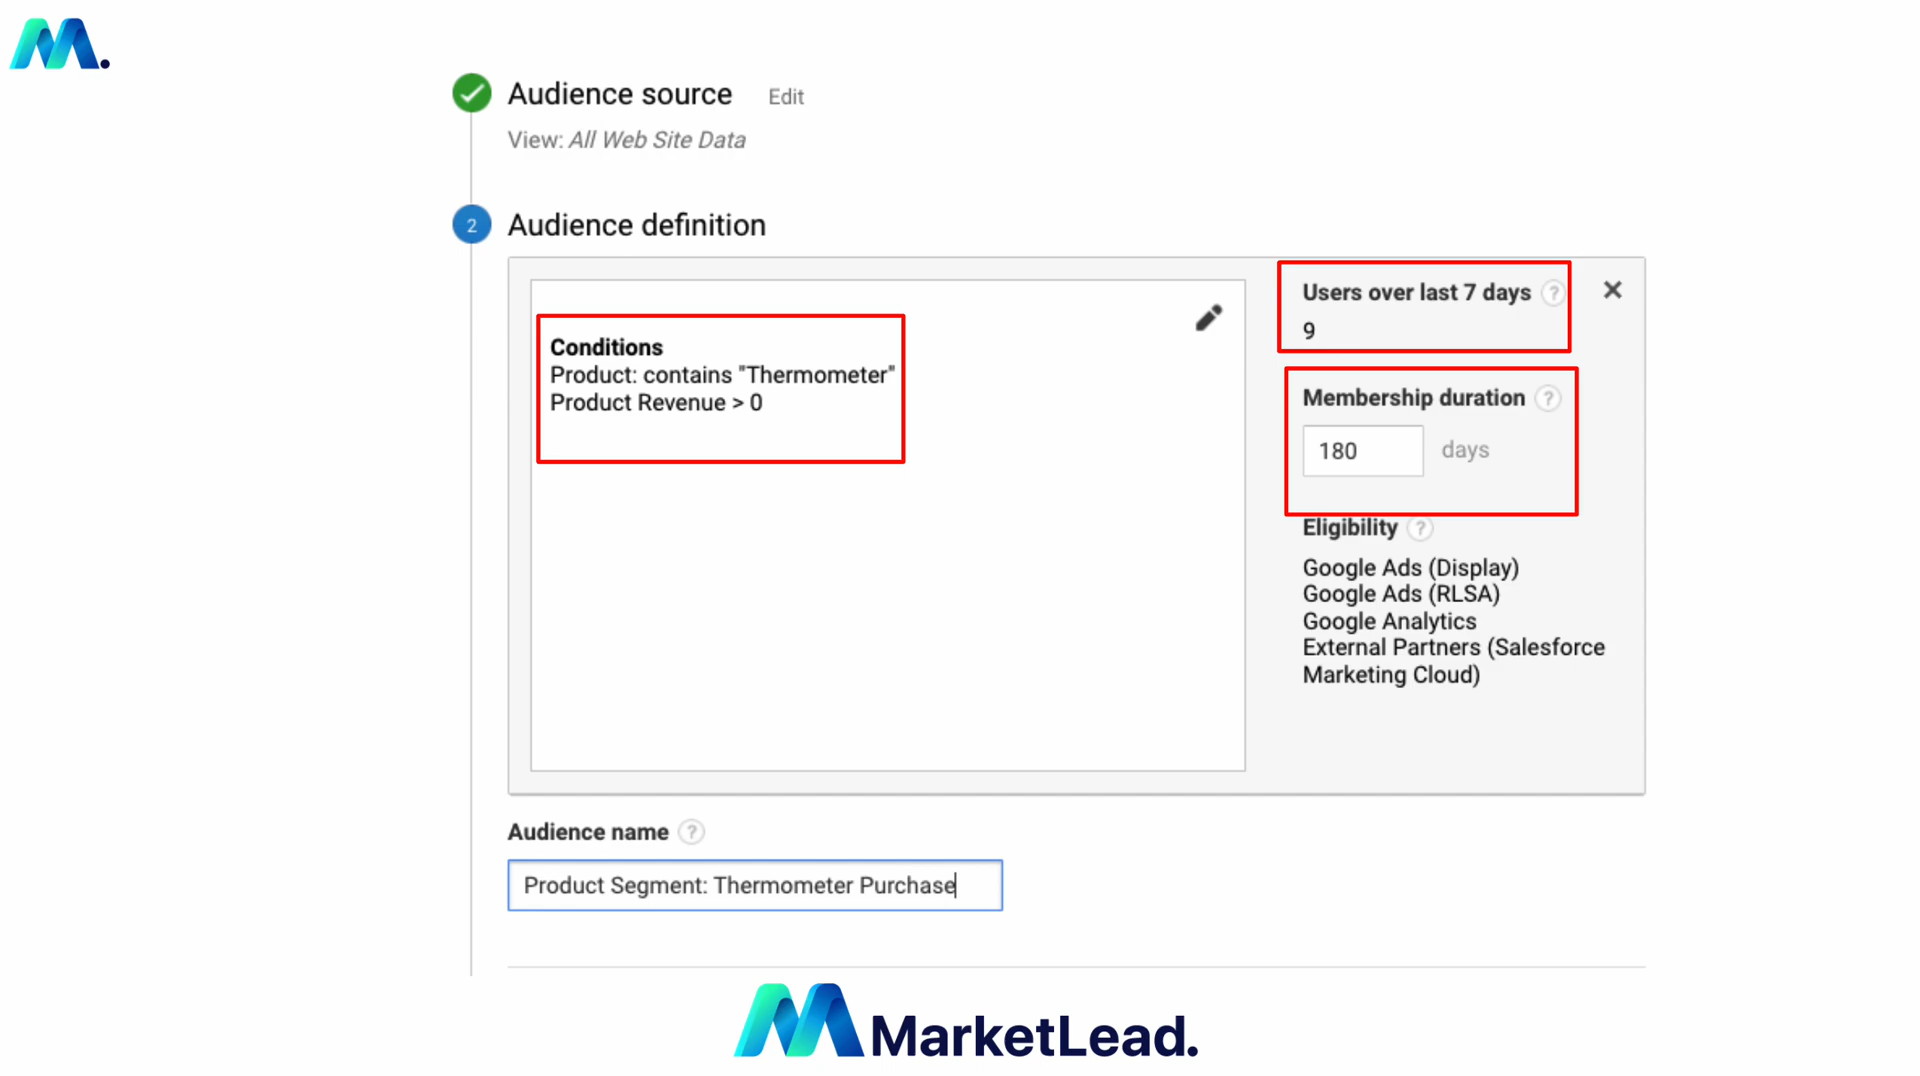 M.
Audience source Edit
View: All Web Site Data
2 Audience definition
Conditions
Product: contains "Thermometer"
Product Revenue > 0
Users over last 7 days ?
9
Membership duration ?
180 days
Eligibility ?
Google Ads (Display)
Google Ads (RLSA)
Google Analytics
External Partners (Salesforce
Marketing Cloud)
Audience name ?
Product Segment: Thermometer Purchase
MarketLead.